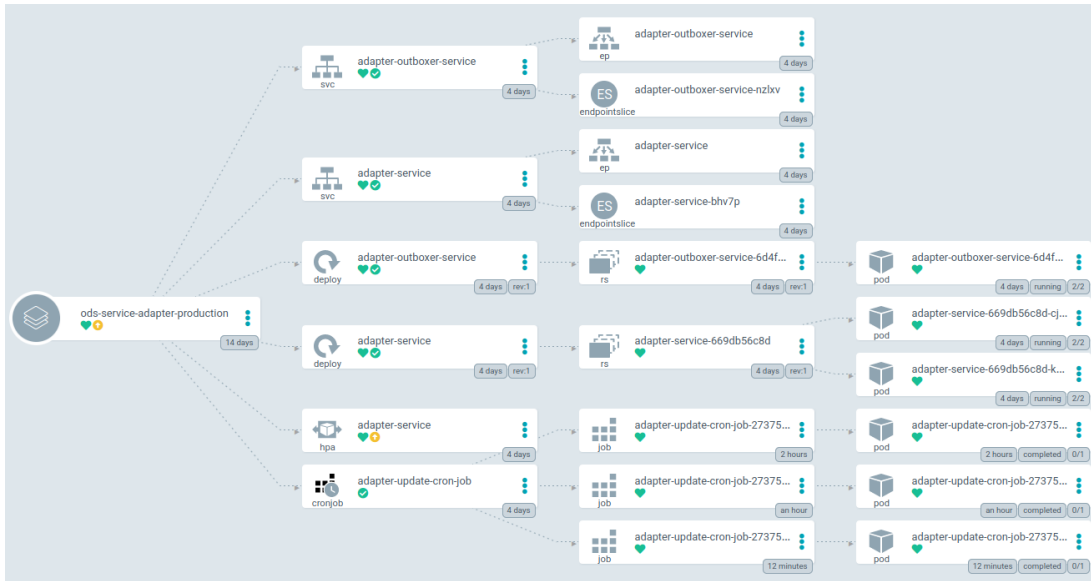 adapter-outboxer-service
ep
4 days
adapter-outboxer-service
svc
4 days
ES
adapter-outboxer-service-nzlxv
endpointslice
4 days
adapter-service
ep
4 days
adapter-service
svc
4 days
ES
adapter-service-bhv7p
endpointslice
4 days
adapter-outboxer-service
deploy
4 days rev:1
adapter-outboxer-service-6d4f...
rs
4 days rev:1
adapter-outboxer-service-6d4f...
pod
4 days running 2/2
ods-service-adapter-production
14 days
adapter-service
deploy
4 days rev:1
adapter-service-669db56c8d
rs
4 days rev:1
adapter-service-669db56c8d-cj...
pod
4 days running 2/2
adapter-service-669db56c8d-k...
pod
4 days running 2/2
adapter-service
hpa
4 days
adapter-update-cron-job-27375...
job
2 hours
adapter-update-cron-job-27375...
pod
2 hours completed 0/1
adapter-update-cron-job
cronjob
4 days
adapter-update-cron-job-27375...
job
an hour
adapter-update-cron-job-27375...
pod
an hour completed 0/1
adapter-update-cron-job-27375...
job
12 minutes
adapter-update-cron-job-27375...
pod
12 minutes completed 0/1